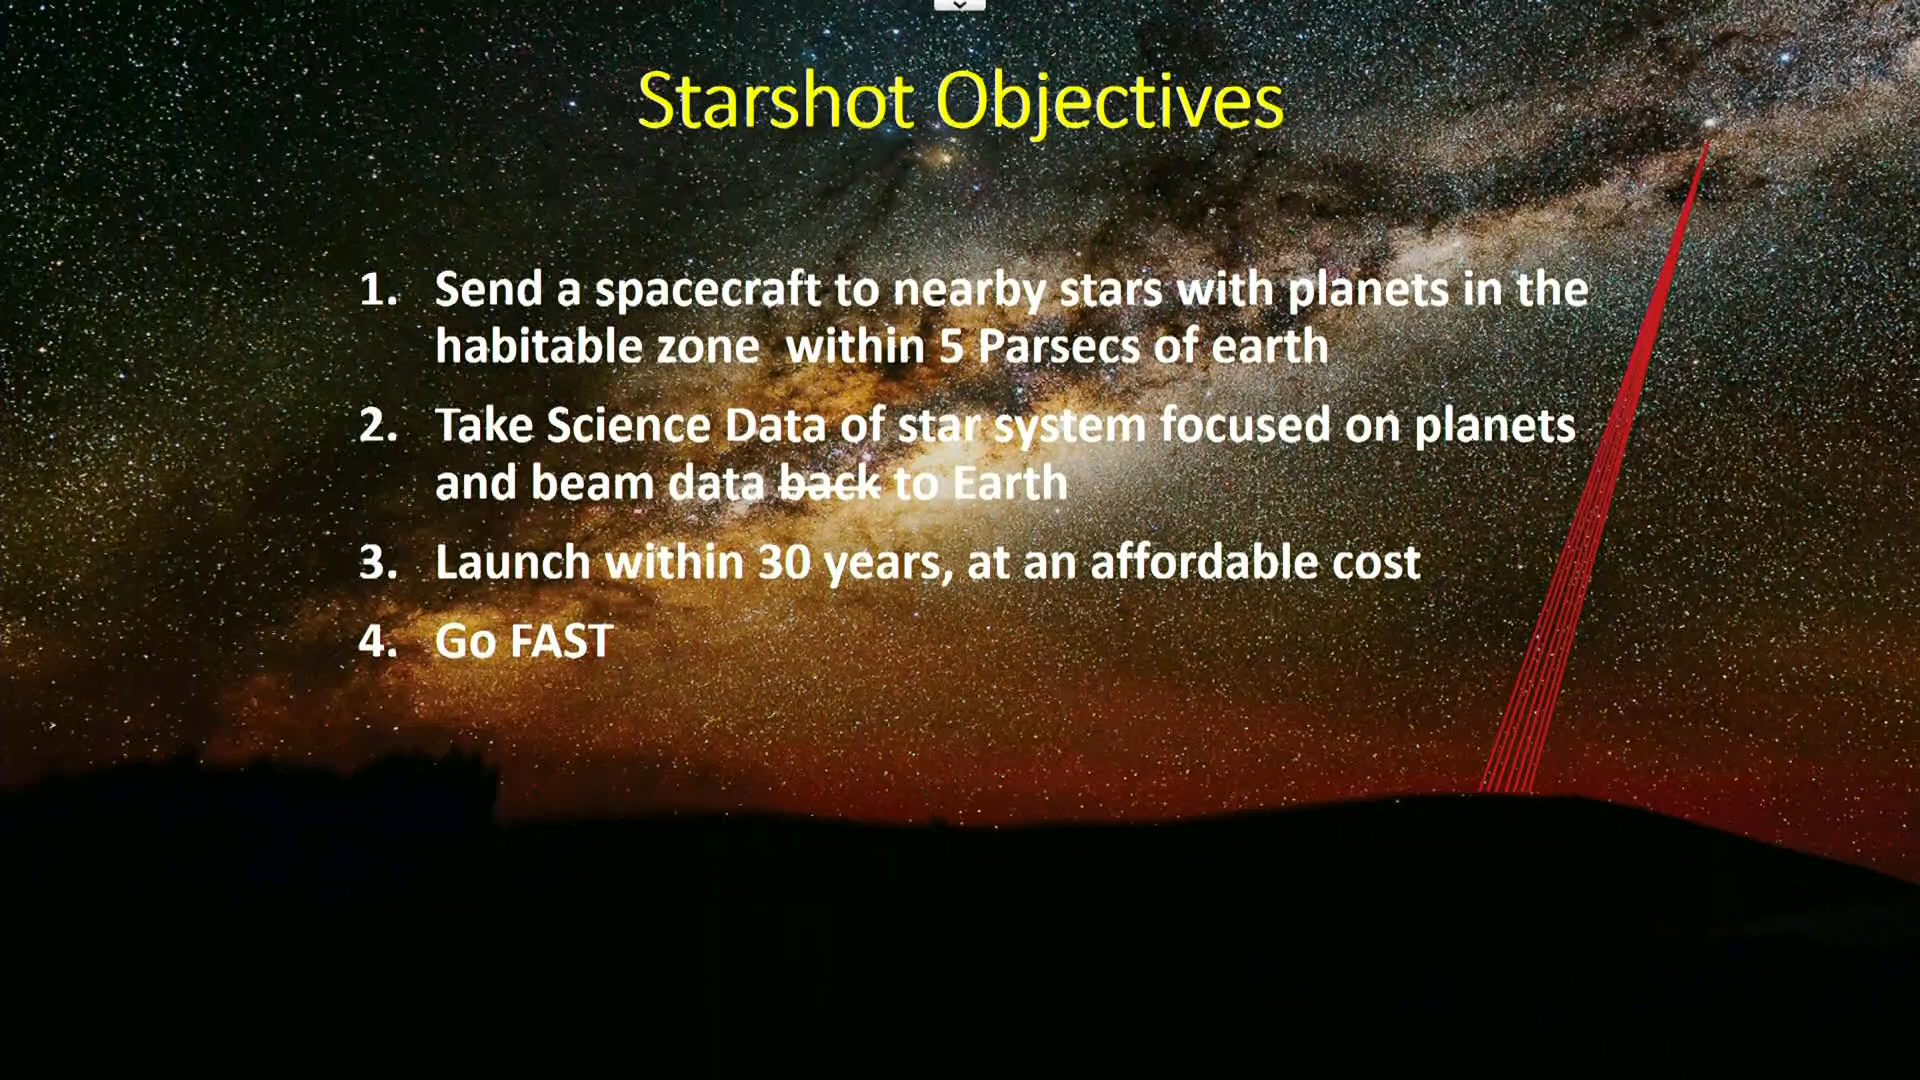 Starshot Objectives
1. Send a spacecraft to nearby stars with planets in the
habitable zone  within 5 Parsecs of earth
2. Take Science Data of star system focused on planets
and beam data back to Earth
3. Launch within 30 years, at an affordable cost
4. Go FAST